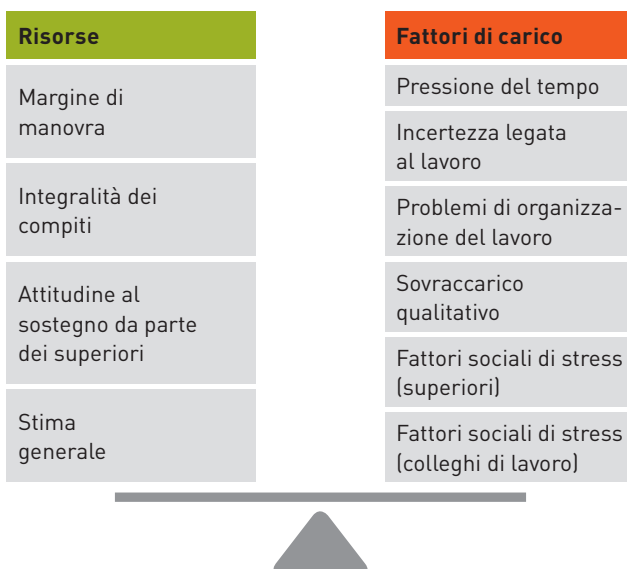 Risorse
Margine di
manovra
Integralità dei
compiti
Attitudine al
sostegno da parte
dei superiori
Stima
generale
Fattori di carico
Pressione del tempo
Incertezza legata
al lavoro
Problemi di organizza-
zione del lavoro
Sovraccarico
qualitativo
Fattori sociali di stress
(superiori)
Fattori sociali di stress
(colleghi di lavoro)